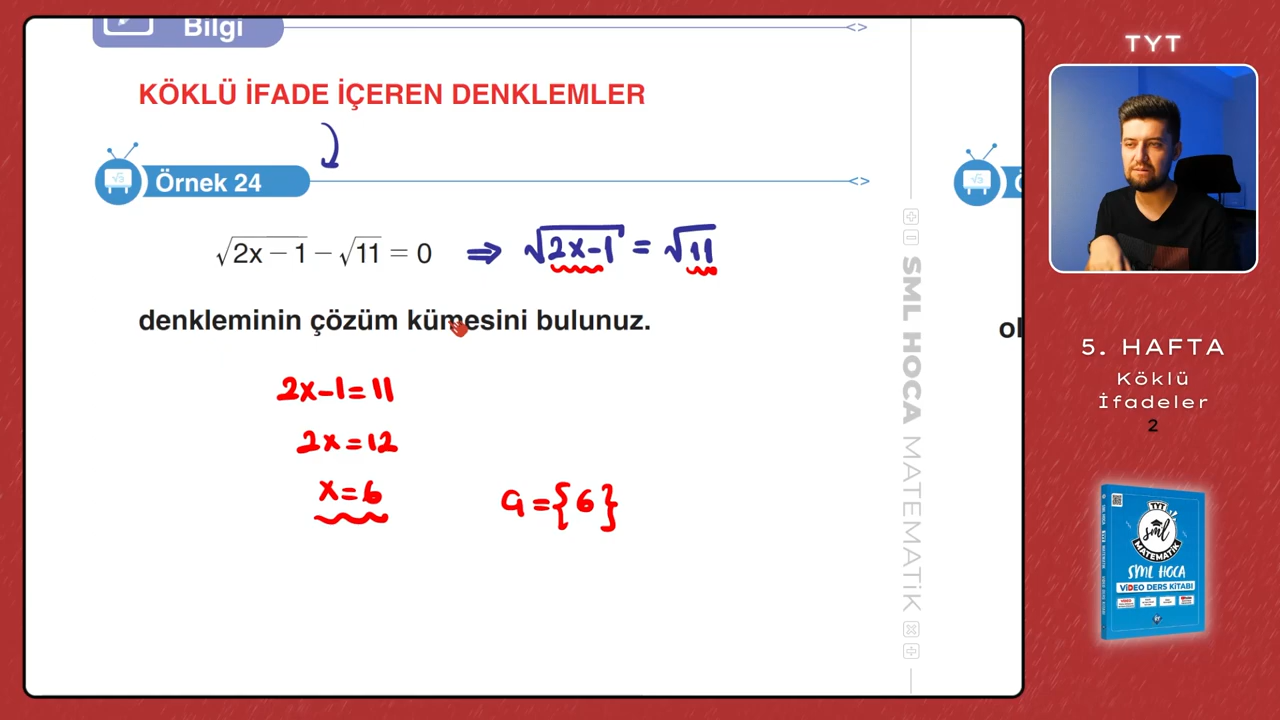 Bilgi
KÖKLÜ İFADE İÇEREN DENKLEMLER
Örnek 24
√2x − 1 − √11 = 0 ⇒ √2x-1 = √11
denkleminin çözüm kümesini bulunuz.
2x-1=11
2x=12
x=6
Ç={6}
SML HOCA MATEMATİK
ol
TYT
5. HAFTA
Köklü
İfadeler
2
TYT
sml
MATEMATİK
SML HOCA
VİDEO DERS KİTABI